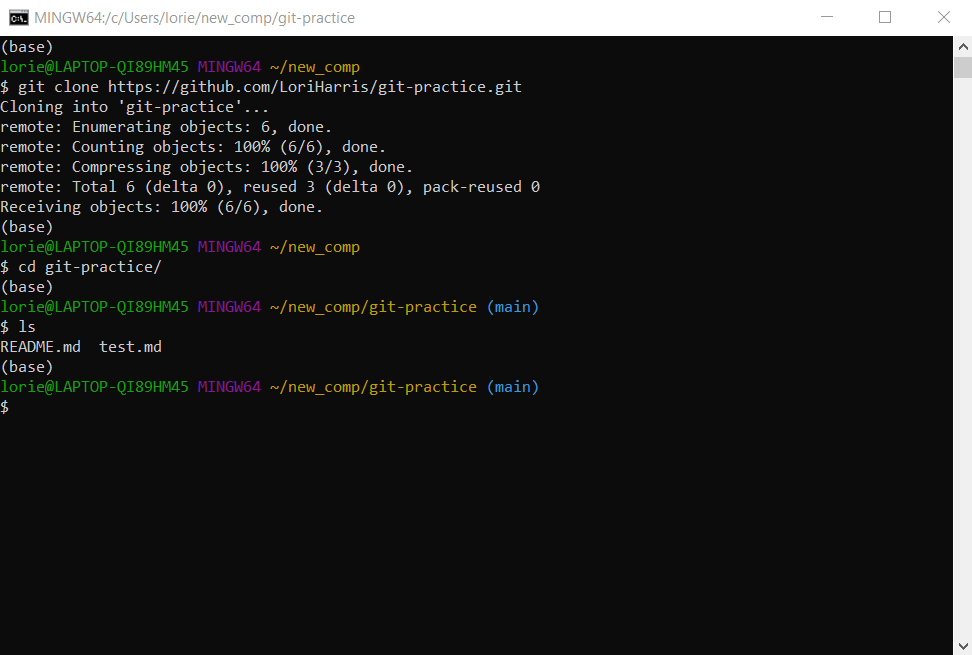 MINGW64:/c/Users/lorie/new_comp/git-practice
(base)
lorie@LAPTOP-QI89HM45 MINGW64 ~/new_comp
$ git clone https://github.com/LoriHarris/git-practice.git
Cloning into 'git-practice'...
remote: Enumerating objects: 6, done.
remote: Counting objects: 100% (6/6), done.
remote: Compressing objects: 100% (3/3), done.
remote: Total 6 (delta 0), reused 3 (delta 0), pack-reused 0
Receiving objects: 100% (6/6), done.
(base)
lorie@LAPTOP-QI89HM45 MINGW64 ~/new_comp
$ cd git-practice/
(base)
lorie@LAPTOP-QI89HM45 MINGW64 ~/new_comp/git-practice (main)
$ ls
README.md  test.md
(base)
lorie@LAPTOP-QI89HM45 MINGW64 ~/new_comp/git-practice (main)
$